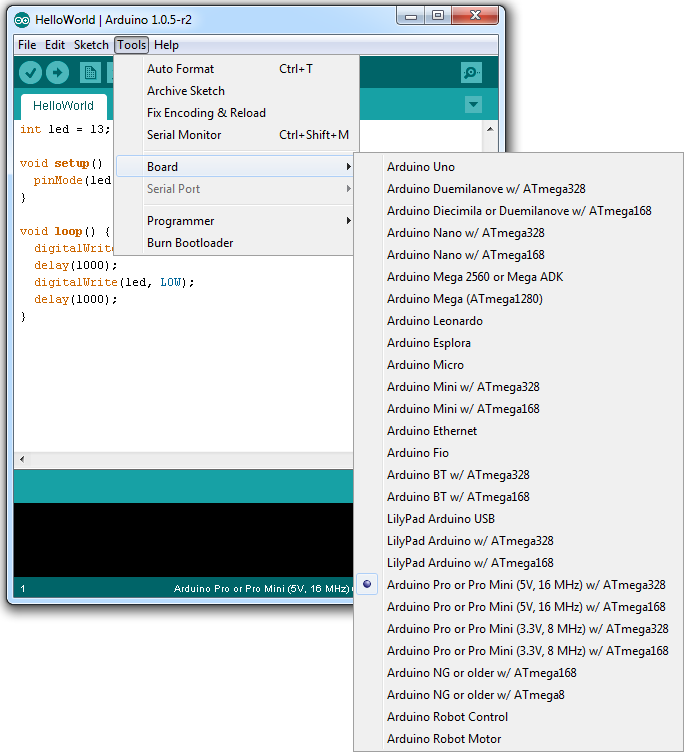 HelloWorld | Arduino 1.0.5-r2
File Edit Sketch Tools Help
HelloWorld
int led = 13;
void setup()
pinMode(led
}
void loop() {
digitalWrite
delay(1000);
digitalWrite(led, LOW);
delay(1000);
}
Auto Format Ctrl+T
Archive Sketch
Fix Encoding & Reload
Serial Monitor Ctrl+Shift+M
Board
Serial Port
Programmer
Burn Bootloader
Arduino Uno
Arduino Duemilanove w/ ATmega328
Arduino Diecimila or Duemilanove w/ ATmega168
Arduino Nano w/ ATmega328
Arduino Nano w/ ATmega168
Arduino Mega 2560 or Mega ADK
Arduino Mega (ATmega1280)
Arduino Leonardo
Arduino Esplora
Arduino Micro
Arduino Mini w/ ATmega328
Arduino Mini w/ ATmega168
Arduino Ethernet
Arduino Fio
Arduino BT w/ ATmega328
Arduino BT w/ ATmega168
LilyPad Arduino USB
LilyPad Arduino w/ ATmega328
LilyPad Arduino w/ ATmega168
Arduino Pro or Pro Mini (5V, 16 MHz) w/ ATmega328
Arduino Pro or Pro Mini (5V, 16 MHz) w/ ATmega168
Arduino Pro or Pro Mini (3.3V, 8 MHz) w/ ATmega328
Arduino Pro or Pro Mini (3.3V, 8 MHz) w/ ATmega168
Arduino NG or older w/ ATmega168
Arduino NG or older w/ ATmega8
Arduino Robot Control
Arduino Robot Motor
1 Arduino Pro or Pro Mini (5V, 16 MHz)